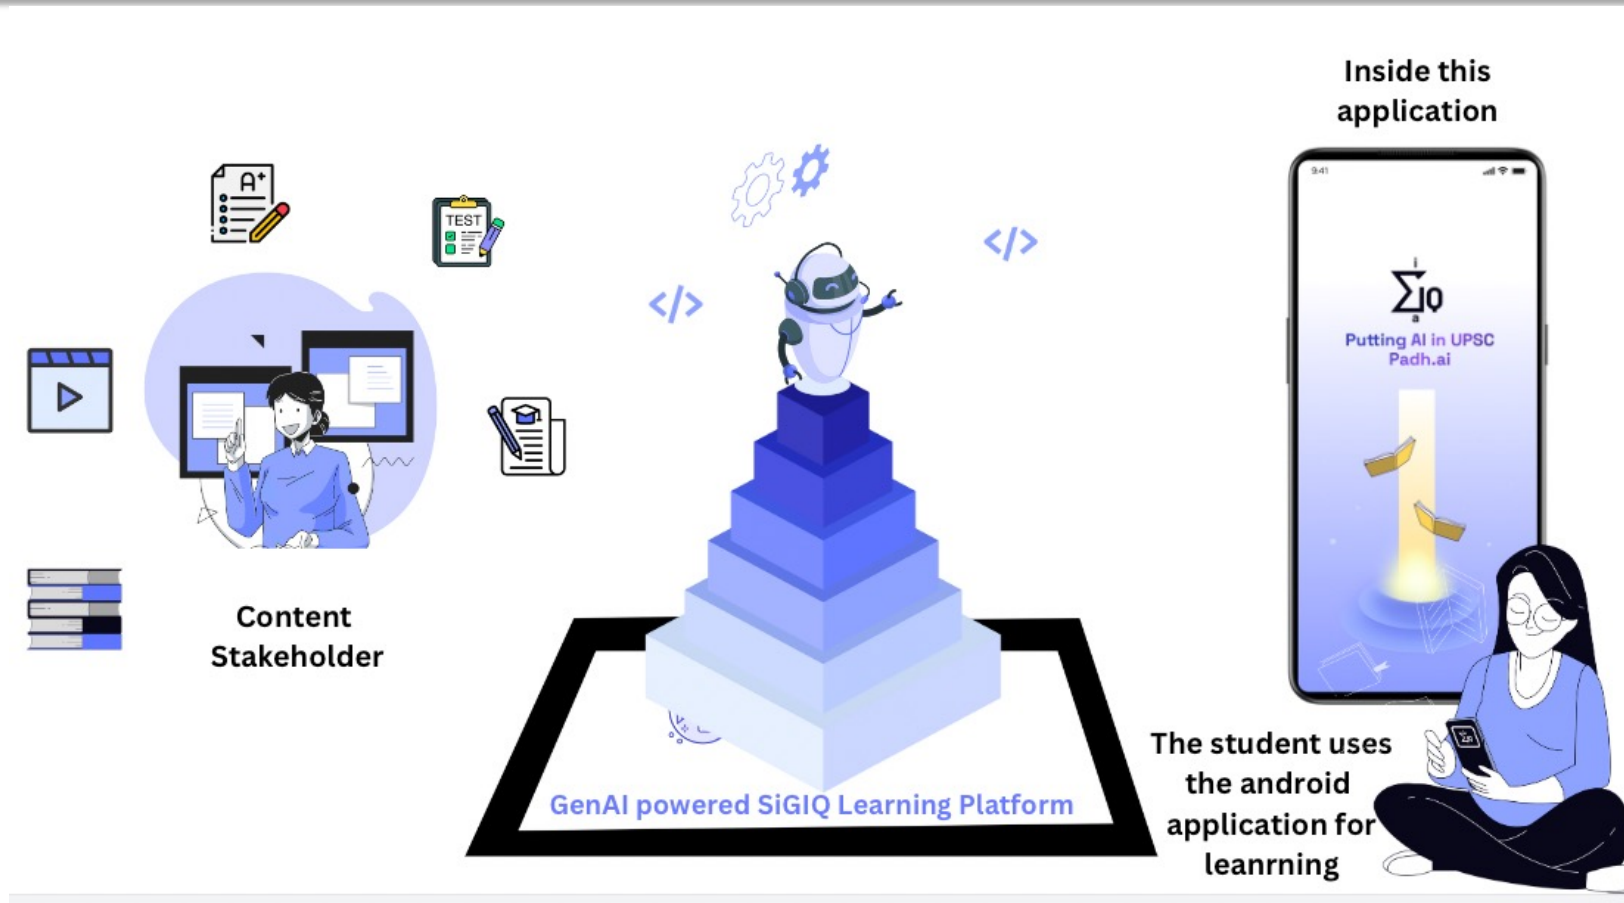 Inside this
application
9:41
A+
TEST
</>
</>
i
ΣIQ
a
Putting AI in UPSC
Padh.ai
Content
Stakeholder
The student uses
the android
application for
leanrning
GenAI powered SiGIQ Learning Platform